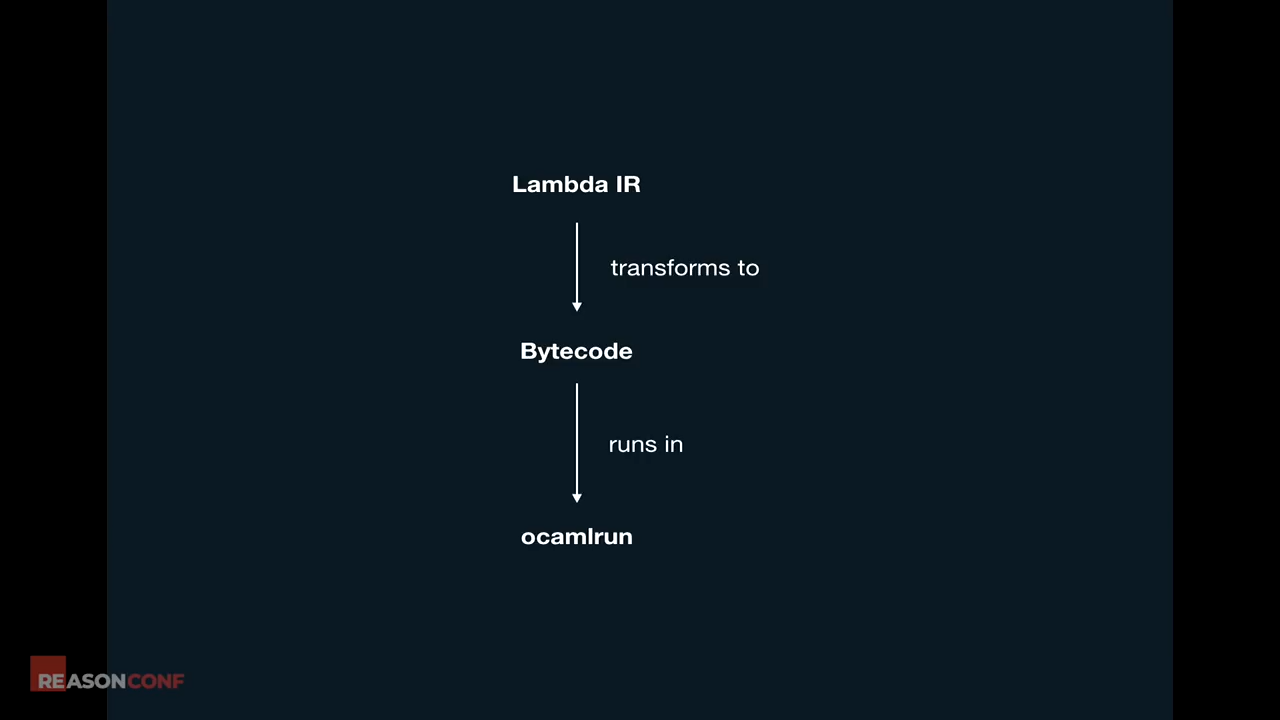 Lambda IR
transforms to
Bytecode
runs in
ocamlrun
REASONCONF